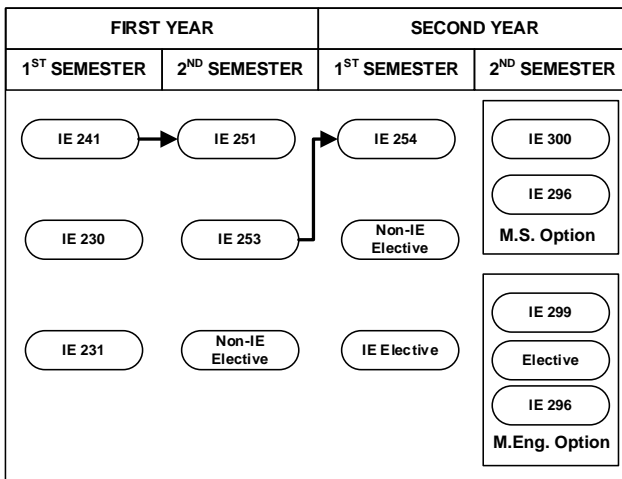 FIRST YEAR
SECOND YEAR
1ST SEMESTER
2ND SEMESTER
1ST SEMESTER
2ND SEMESTER
IE 241
IE 251
IE 254
IE 300
IE 296
M.S. Option
IE 230
IE 253
Non-IE
Elective
IE 231
Non-IE
Elective
IE Elective
IE 299
Elective
IE 296
M.Eng. Option